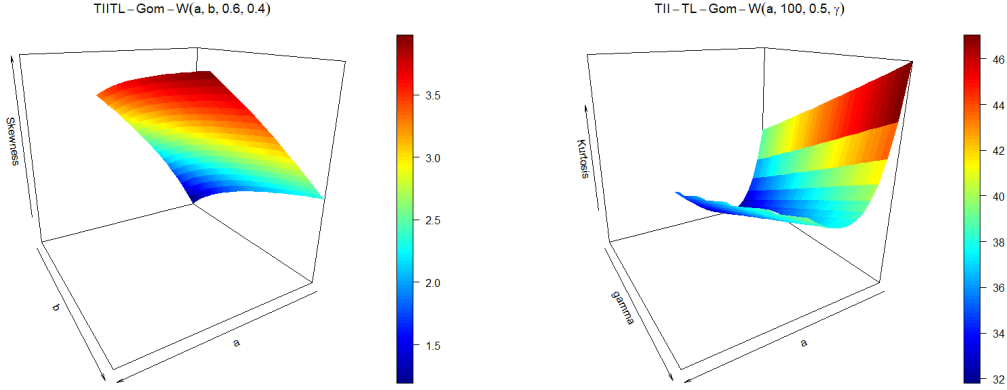 TIITL−Gom−W(a, b, 0.6, 0.4)
Skewness
b
a
3.5
3.0
2.5
2.0
1.5
TII−TL−Gom−W(a, 100, 0.5, γ)
Kurtosis
gamma
a
46
44
42
40
38
36
34
32